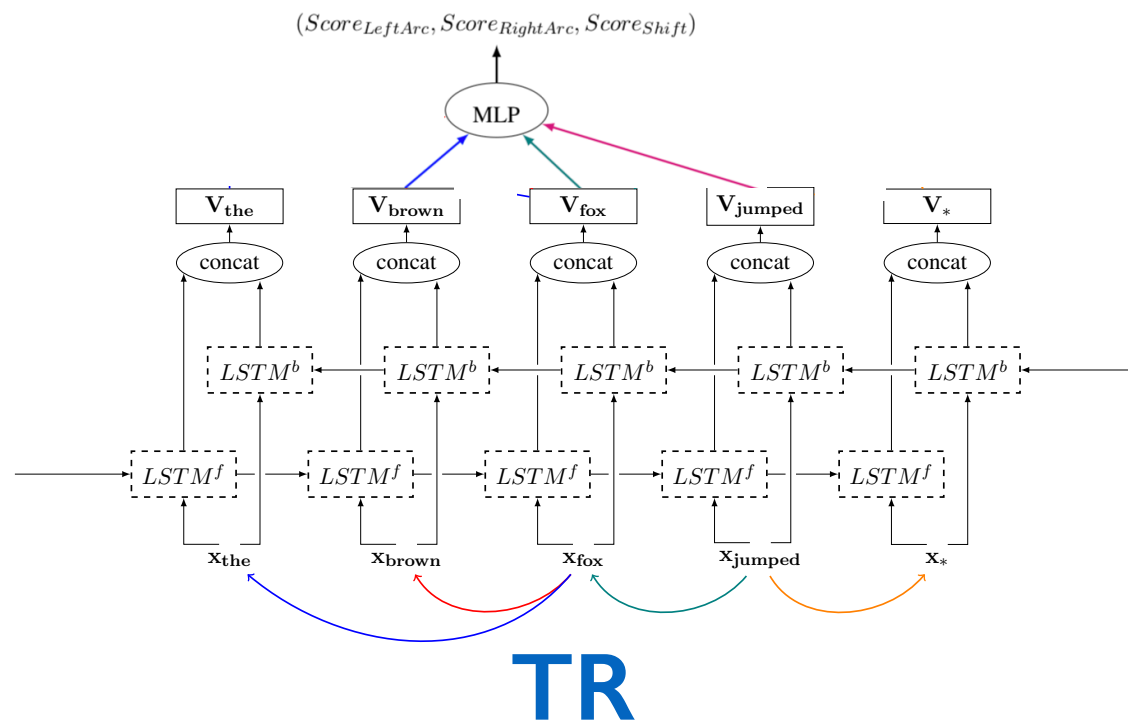 (Score_LeftArc, Score_RightArc, Score_Shift)
MLP
V_the V_brown V_fox V_jumped V_*
concat concat concat concat concat
LSTM^b LSTM^b LSTM^b LSTM^b LSTM^b
LSTM^f LSTM^f LSTM^f LSTM^f LSTM^f
x_the x_brown x_fox x_jumped x_*
TR